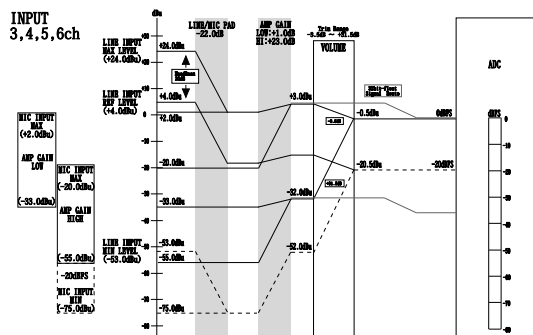 INPUT
3,4,5,6ch
dBu
LINE/MIC PAD
-22.0dB
AMP GAIN
LOW:+1.0dB
HI:+23.0dB
Trim Range
VOLUME
ADC
LINE INPUT
MAX LEVEL
(+24.0dBu)
+24.0dBu
LINE INPUT
REF LEVEL
(+4.0dBu)
+4.0dBu
+2.0dBu
+3.0dBu
-0.5dBu
0dBFS
dBFS
MIC INPUT
MAX
(+2.0dBu)
AMP GAIN
LOW
(-33.0dBu)
MIC INPUT
MAX
(-20.0dBu)
AMP GAIN
HIGH
(-55.0dBu)
-20dBFS
MIC INPUT
MIN
(-75.0dBu)
-20.0dBu
-20.5dBu
-20dBFS
-33.0dBu
-32.0dBu
LINE INPUT
MIN LEVEL
(-53.0dBu)
-53.0dBu
-55.0dBu
-52.0dBu
-75.0dBu